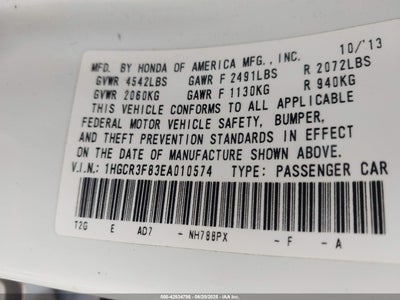 MFD. BY HONDA OF AMERICA MFG., INC. 10/'13
GVWR 4542LBS GAWR F 2491LBS R 2072LBS
GVWR 2060KG GAWR F 1130KG R 940KG
THIS VEHICLE CONFORMS TO ALL APPLICABLE
FEDERAL MOTOR VEHICLE SAFETY, BUMPER,
AND THEFT PREVENTION STANDARDS IN EFFECT
ON THE DATE OF MANUFACTURE SHOWN ABOVE.
V.I.N.: 1HGCR3F83EA010574 TYPE: PASSENGER CAR
T2G E AD7 - NH788PX - F - A